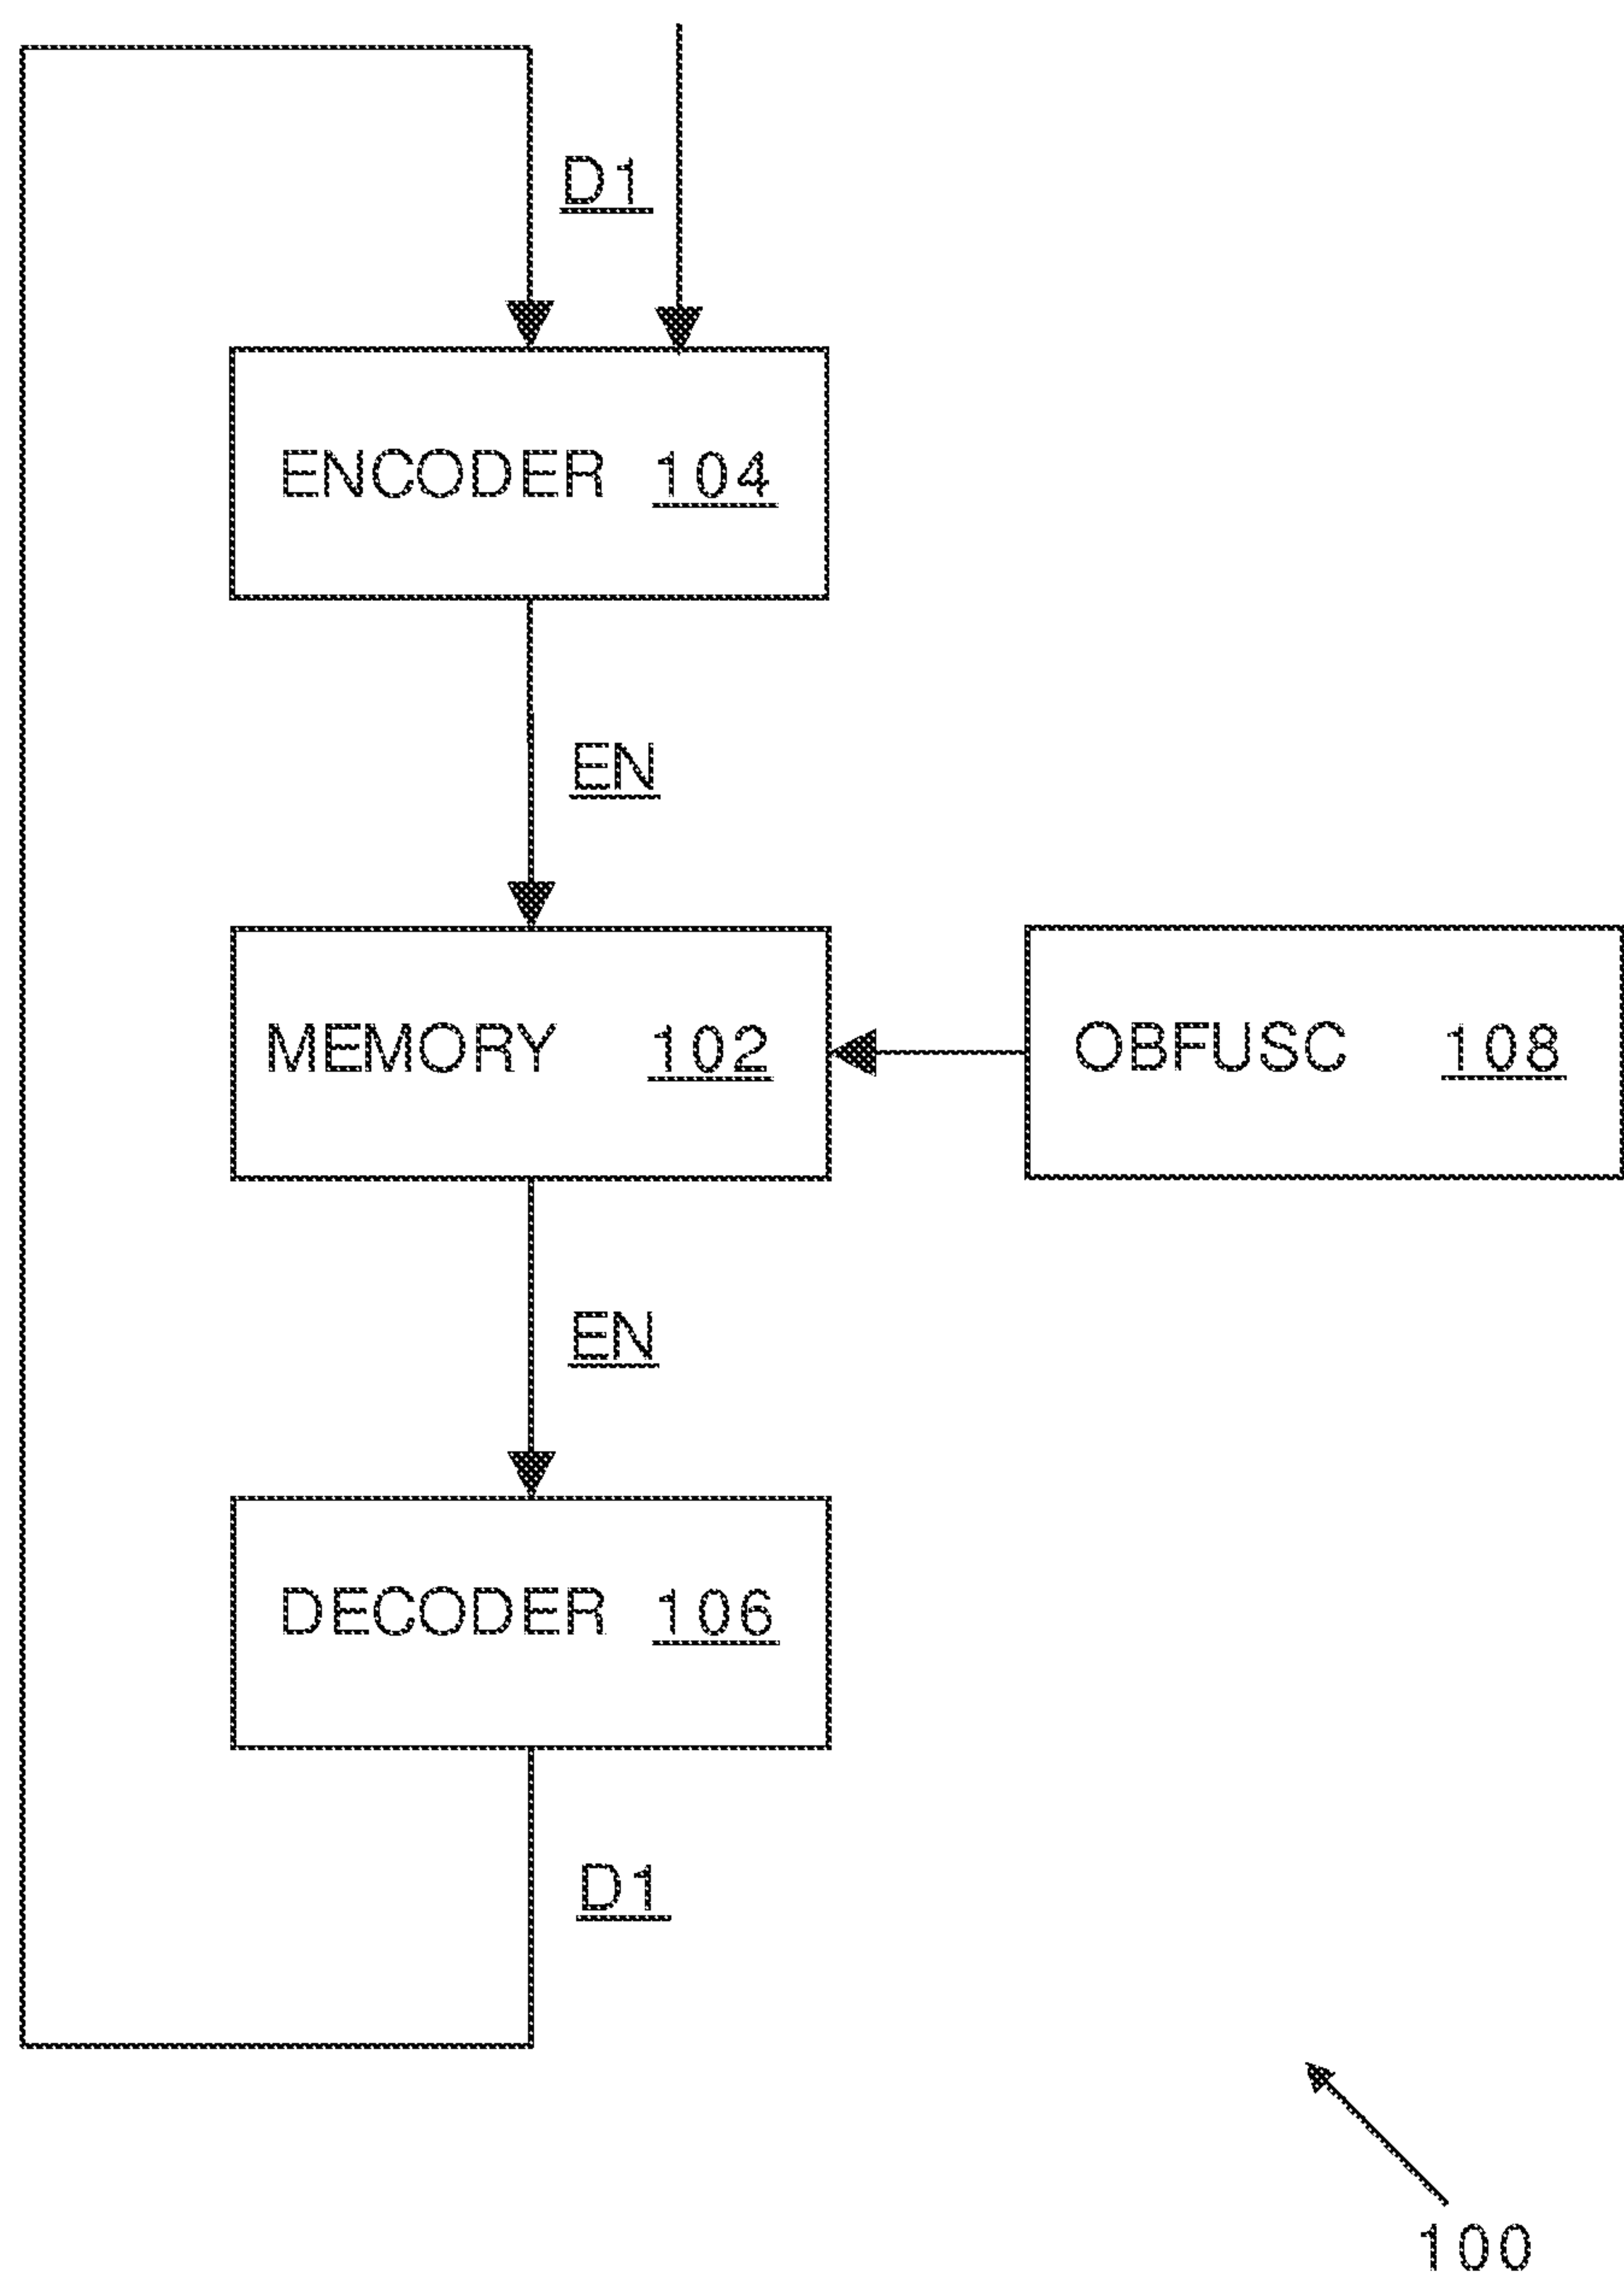 D1
ENCODER 104
EN
MEMORY 102
OBFUSC 108
EN
DECODER 106
D1
100